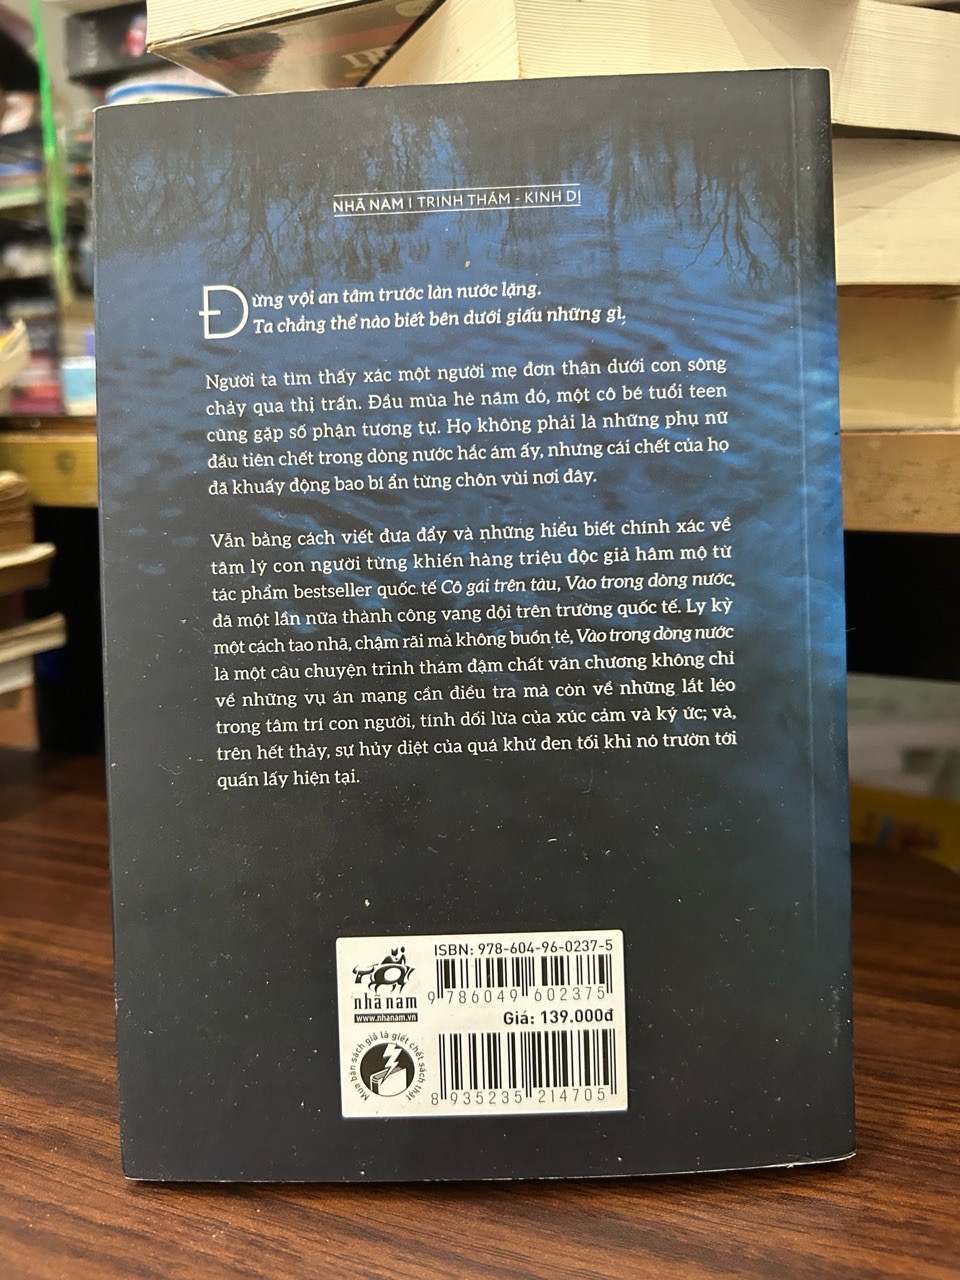 NHÃ NAM | TRINH THÁM - KINH DỊ
Đừng vội an tâm trước làn nước lặng.
Ta chẳng thể nào biết bên dưới giấu những gì.
Người ta tìm thấy xác một người mẹ đơn thân dưới con sông
chảy qua thị trấn. Đầu mùa hè năm đó, một cô bé tuổi teen
cũng gặp số phận tương tự. Họ không phải là những phụ nữ
đầu tiên chết trong dòng nước hắc ám ấy, nhưng cái chết của họ
đã khuấy động bao bí ẩn từng chôn vùi nơi đây.
Vẫn bằng cách viết đưa đẩy và những hiểu biết chính xác về
tâm lý con người từng khiến hàng triệu độc giả hâm mộ từ
tác phẩm bestseller quốc tế Cô gái trên tàu, Vào trong dòng nước,
đã một lần nữa thành công vang dội trên trường quốc tế. Ly kỳ
một cách tao nhã, chậm rãi mà không buồn tẻ, Vào trong dòng nước
là một câu chuyện trinh thám đậm chất văn chương không chỉ
về những vụ án mạng cần điều tra mà còn về những lắt léo
trong tâm trí con người, tính dối lừa của xúc cảm và ký ức; và,
trên hết thảy, sự hủy diệt của quá khứ đen tối khi nó trườn tới
quấn lấy hiện tại.
ISBN: 978-604-96-0237-5
9 786049 602375
nhã nam
www.nhanam.vn
Giá: 139.000đ
Mua bán sách giả là giết chết sách thật
8 935235 214705